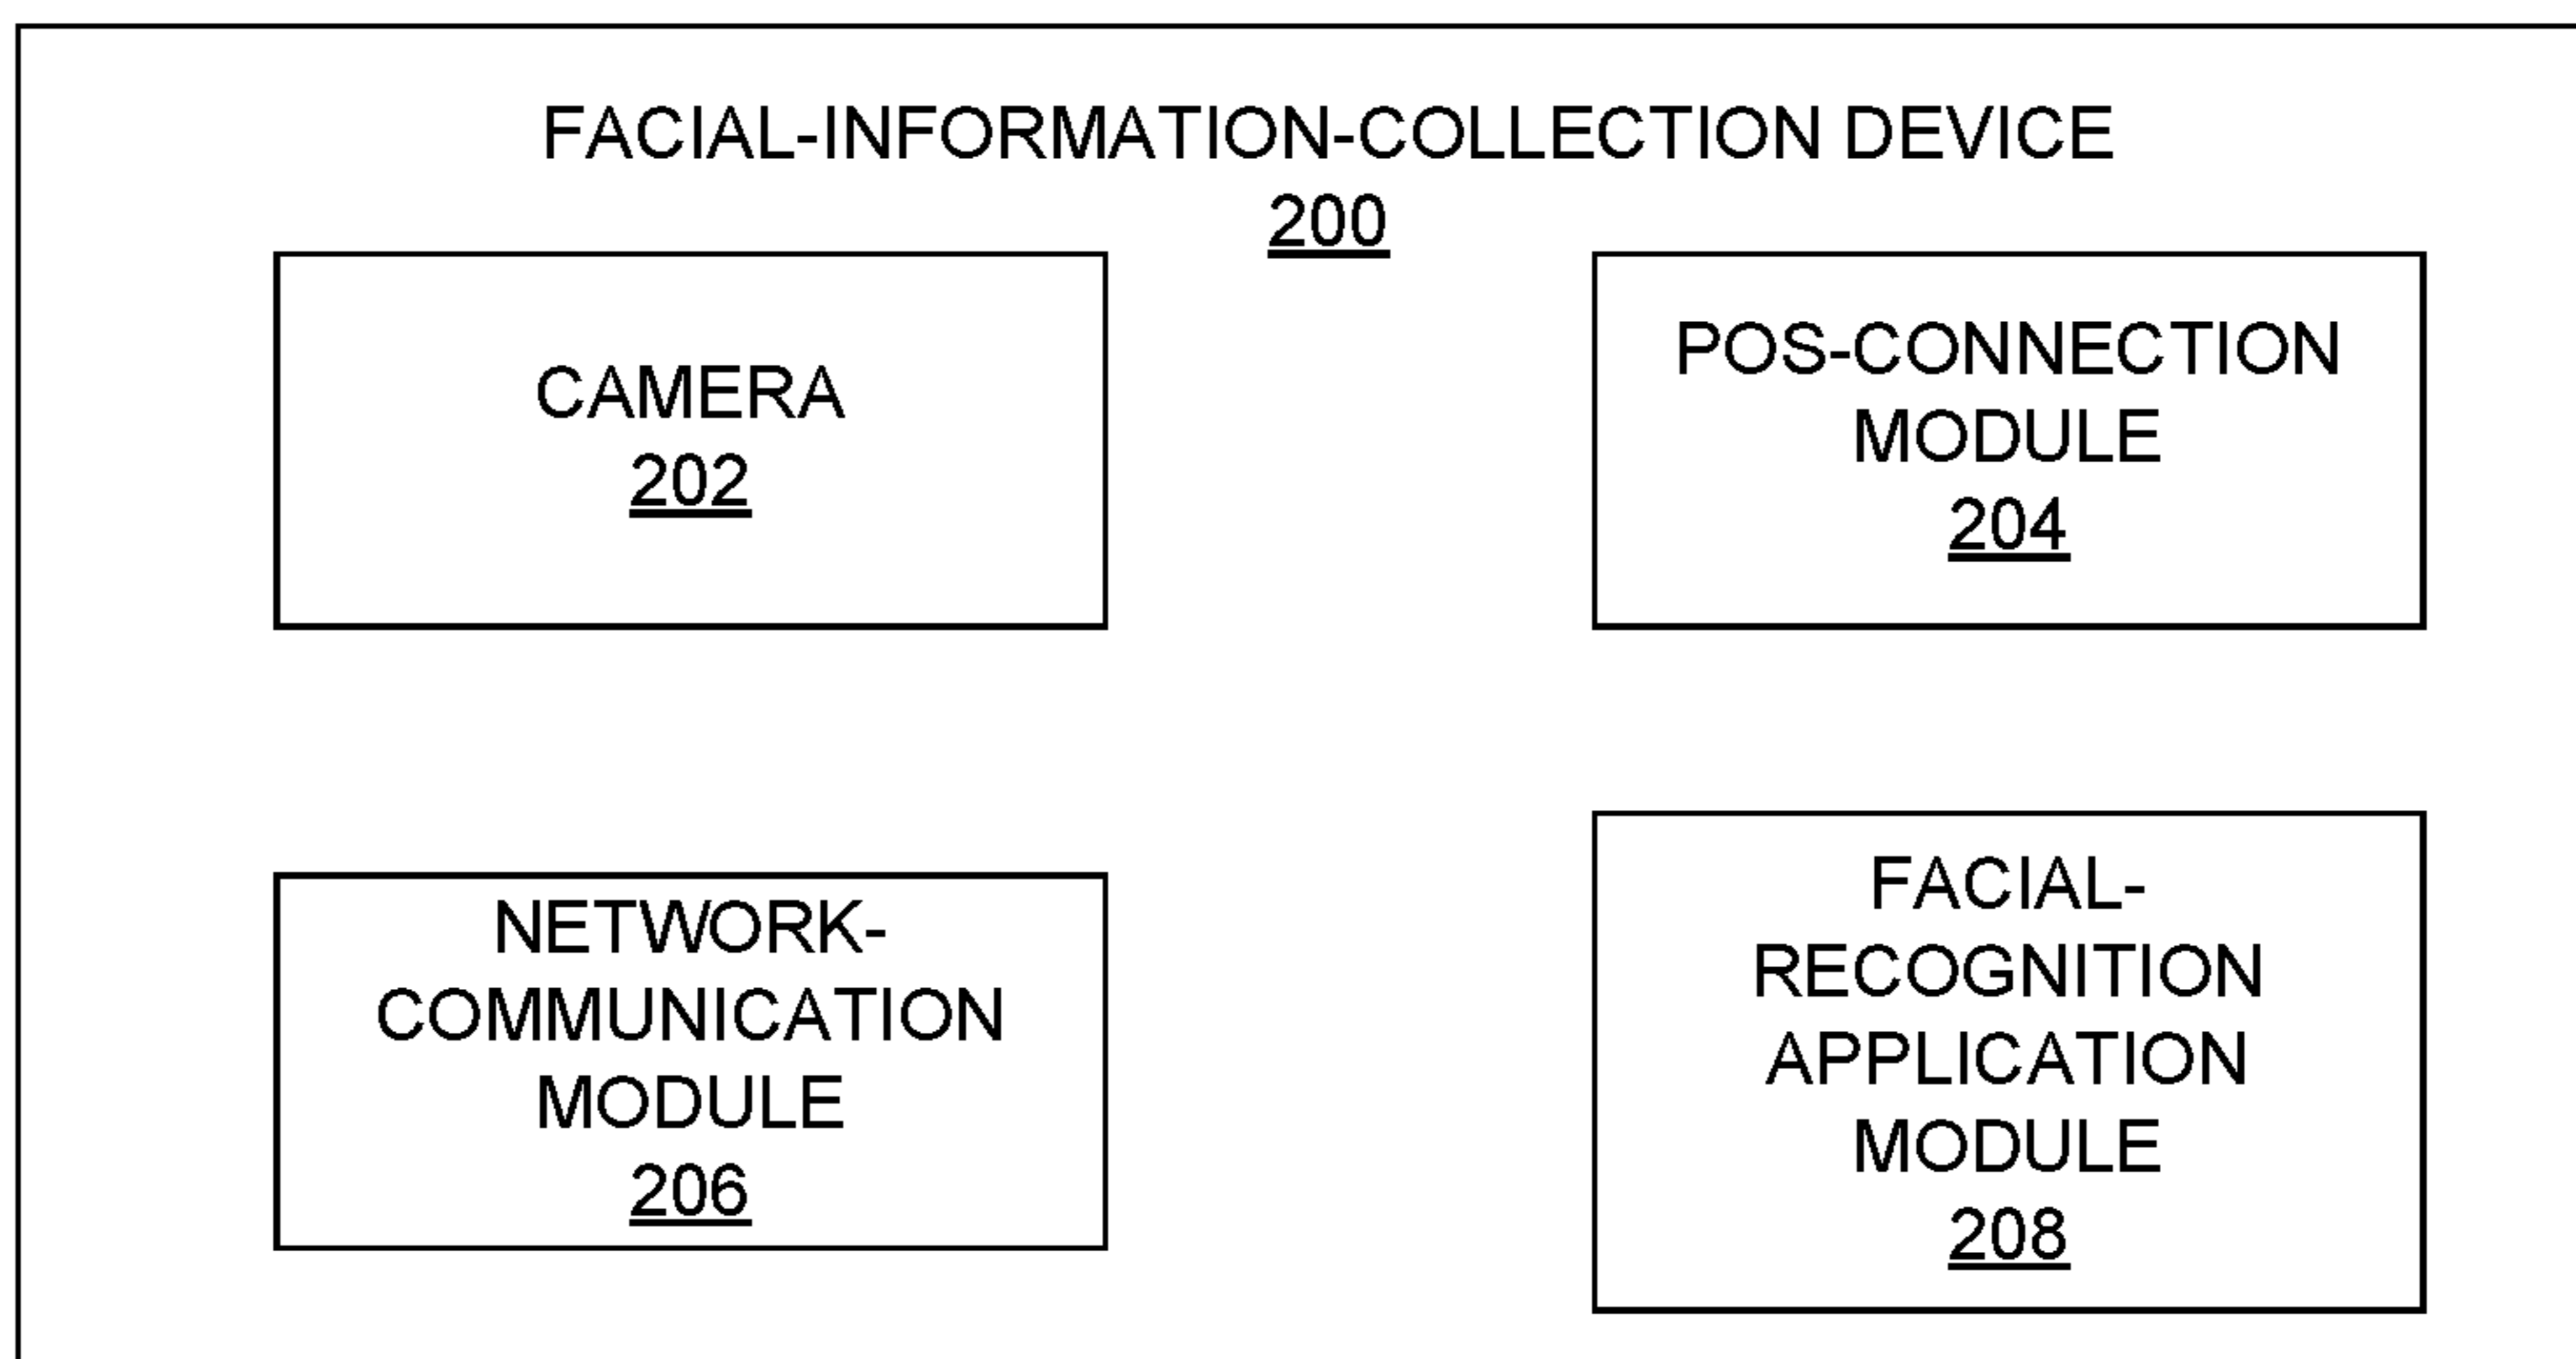 FACIAL-INFORMATION-COLLECTION DEVICE
200
CAMERA
202
POS-CONNECTION
MODULE
204
NETWORK-
COMMUNICATION
MODULE
206
FACIAL-
RECOGNITION
APPLICATION
MODULE
208